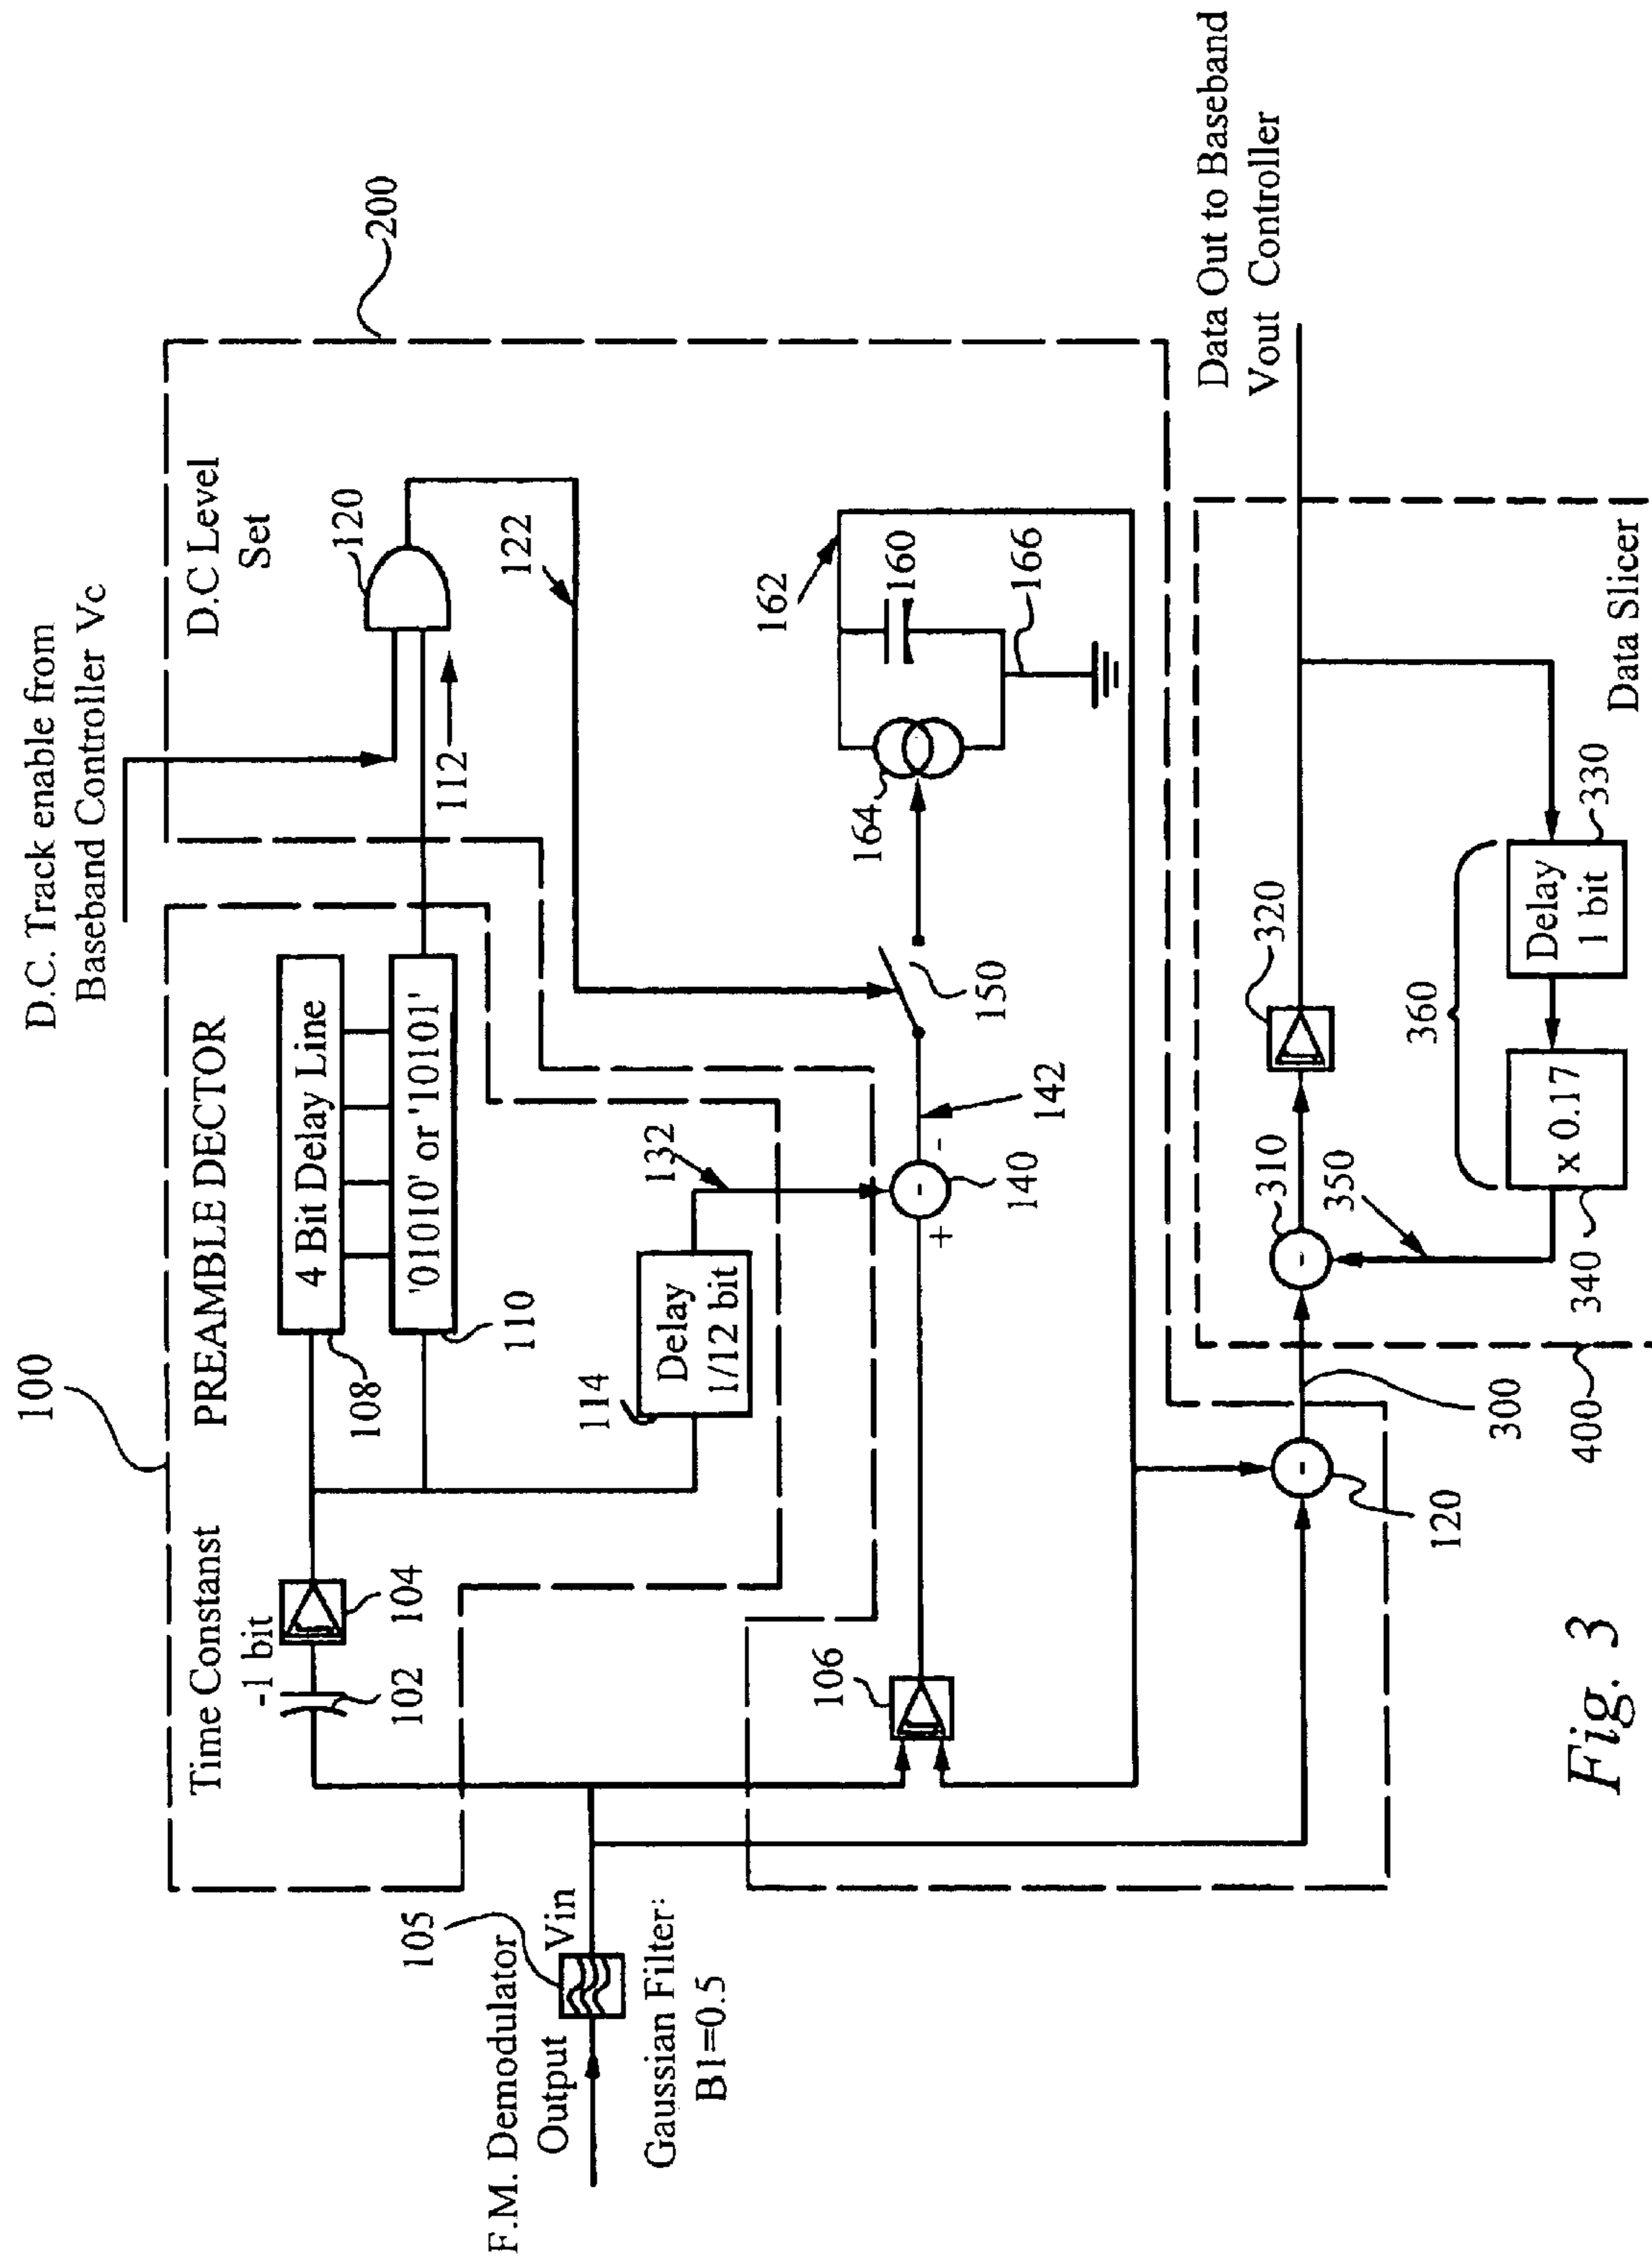 100
Time Constanst
-1 bit
PREAMBLE DECTOR
D.C. Track enable from
Baseband Controller Vc
D.C Level
Set
200
102
104
108
4 Bit Delay Line
'01010' or '10101'
110
112
120
122
F.M. Demodulator
Output
Vin
105
Gaussian Filter:
B1=0.5
114
Delay
1/12 bit
132
106
+
-
-
140
142
150
164
162
160
166
120
-
300
Data Out to Baseband
Vout Controller
400
310
-
320
350
360
340
x 0.17
Delay
1 bit
330
Data Slicer
Fig. 3